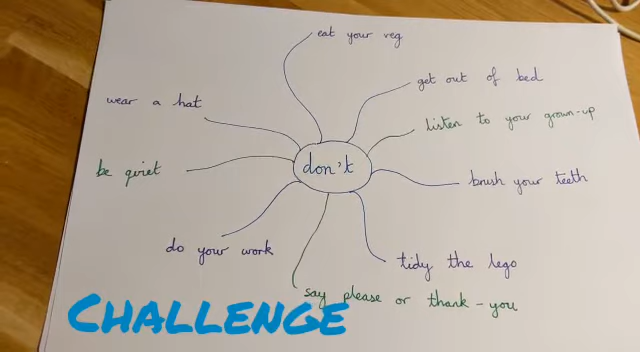 eat your veg
get out of bed
wear a hat
listen to your grown-up
be quiet
don't
brush your teeth
do your work
tidy the lego
say please or thank-you
CHALLENGE